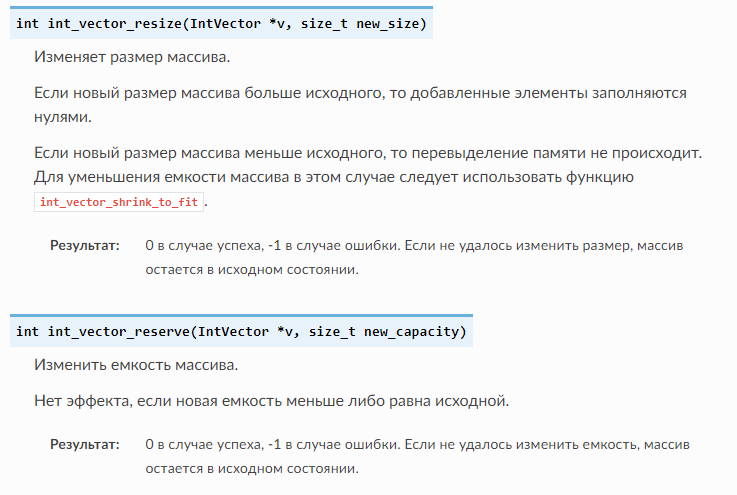 int int_vector_resize(IntVector *v, size_t new_size)
Изменяет размер массива.
Если новый размер массива больше исходного, то добавленные элементы заполняются
нулями.
Если новый размер массива меньше исходного, то перевыделение памяти не происходит.
Для уменьшения емкости массива в этом случае следует использовать функцию
int_vector_shrink_to_fit.
Результат: 0 в случае успеха, -1 в случае ошибки. Если не удалось изменить размер, массив
остается в исходном состоянии.
int int_vector_reserve(IntVector *v, size_t new_capacity)
Изменить емкость массива.
Нет эффекта, если новая емкость меньше либо равна исходной.
Результат: 0 в случае успеха, -1 в случае ошибки. Если не удалось изменить емкость, массив
остается в исходном состоянии.